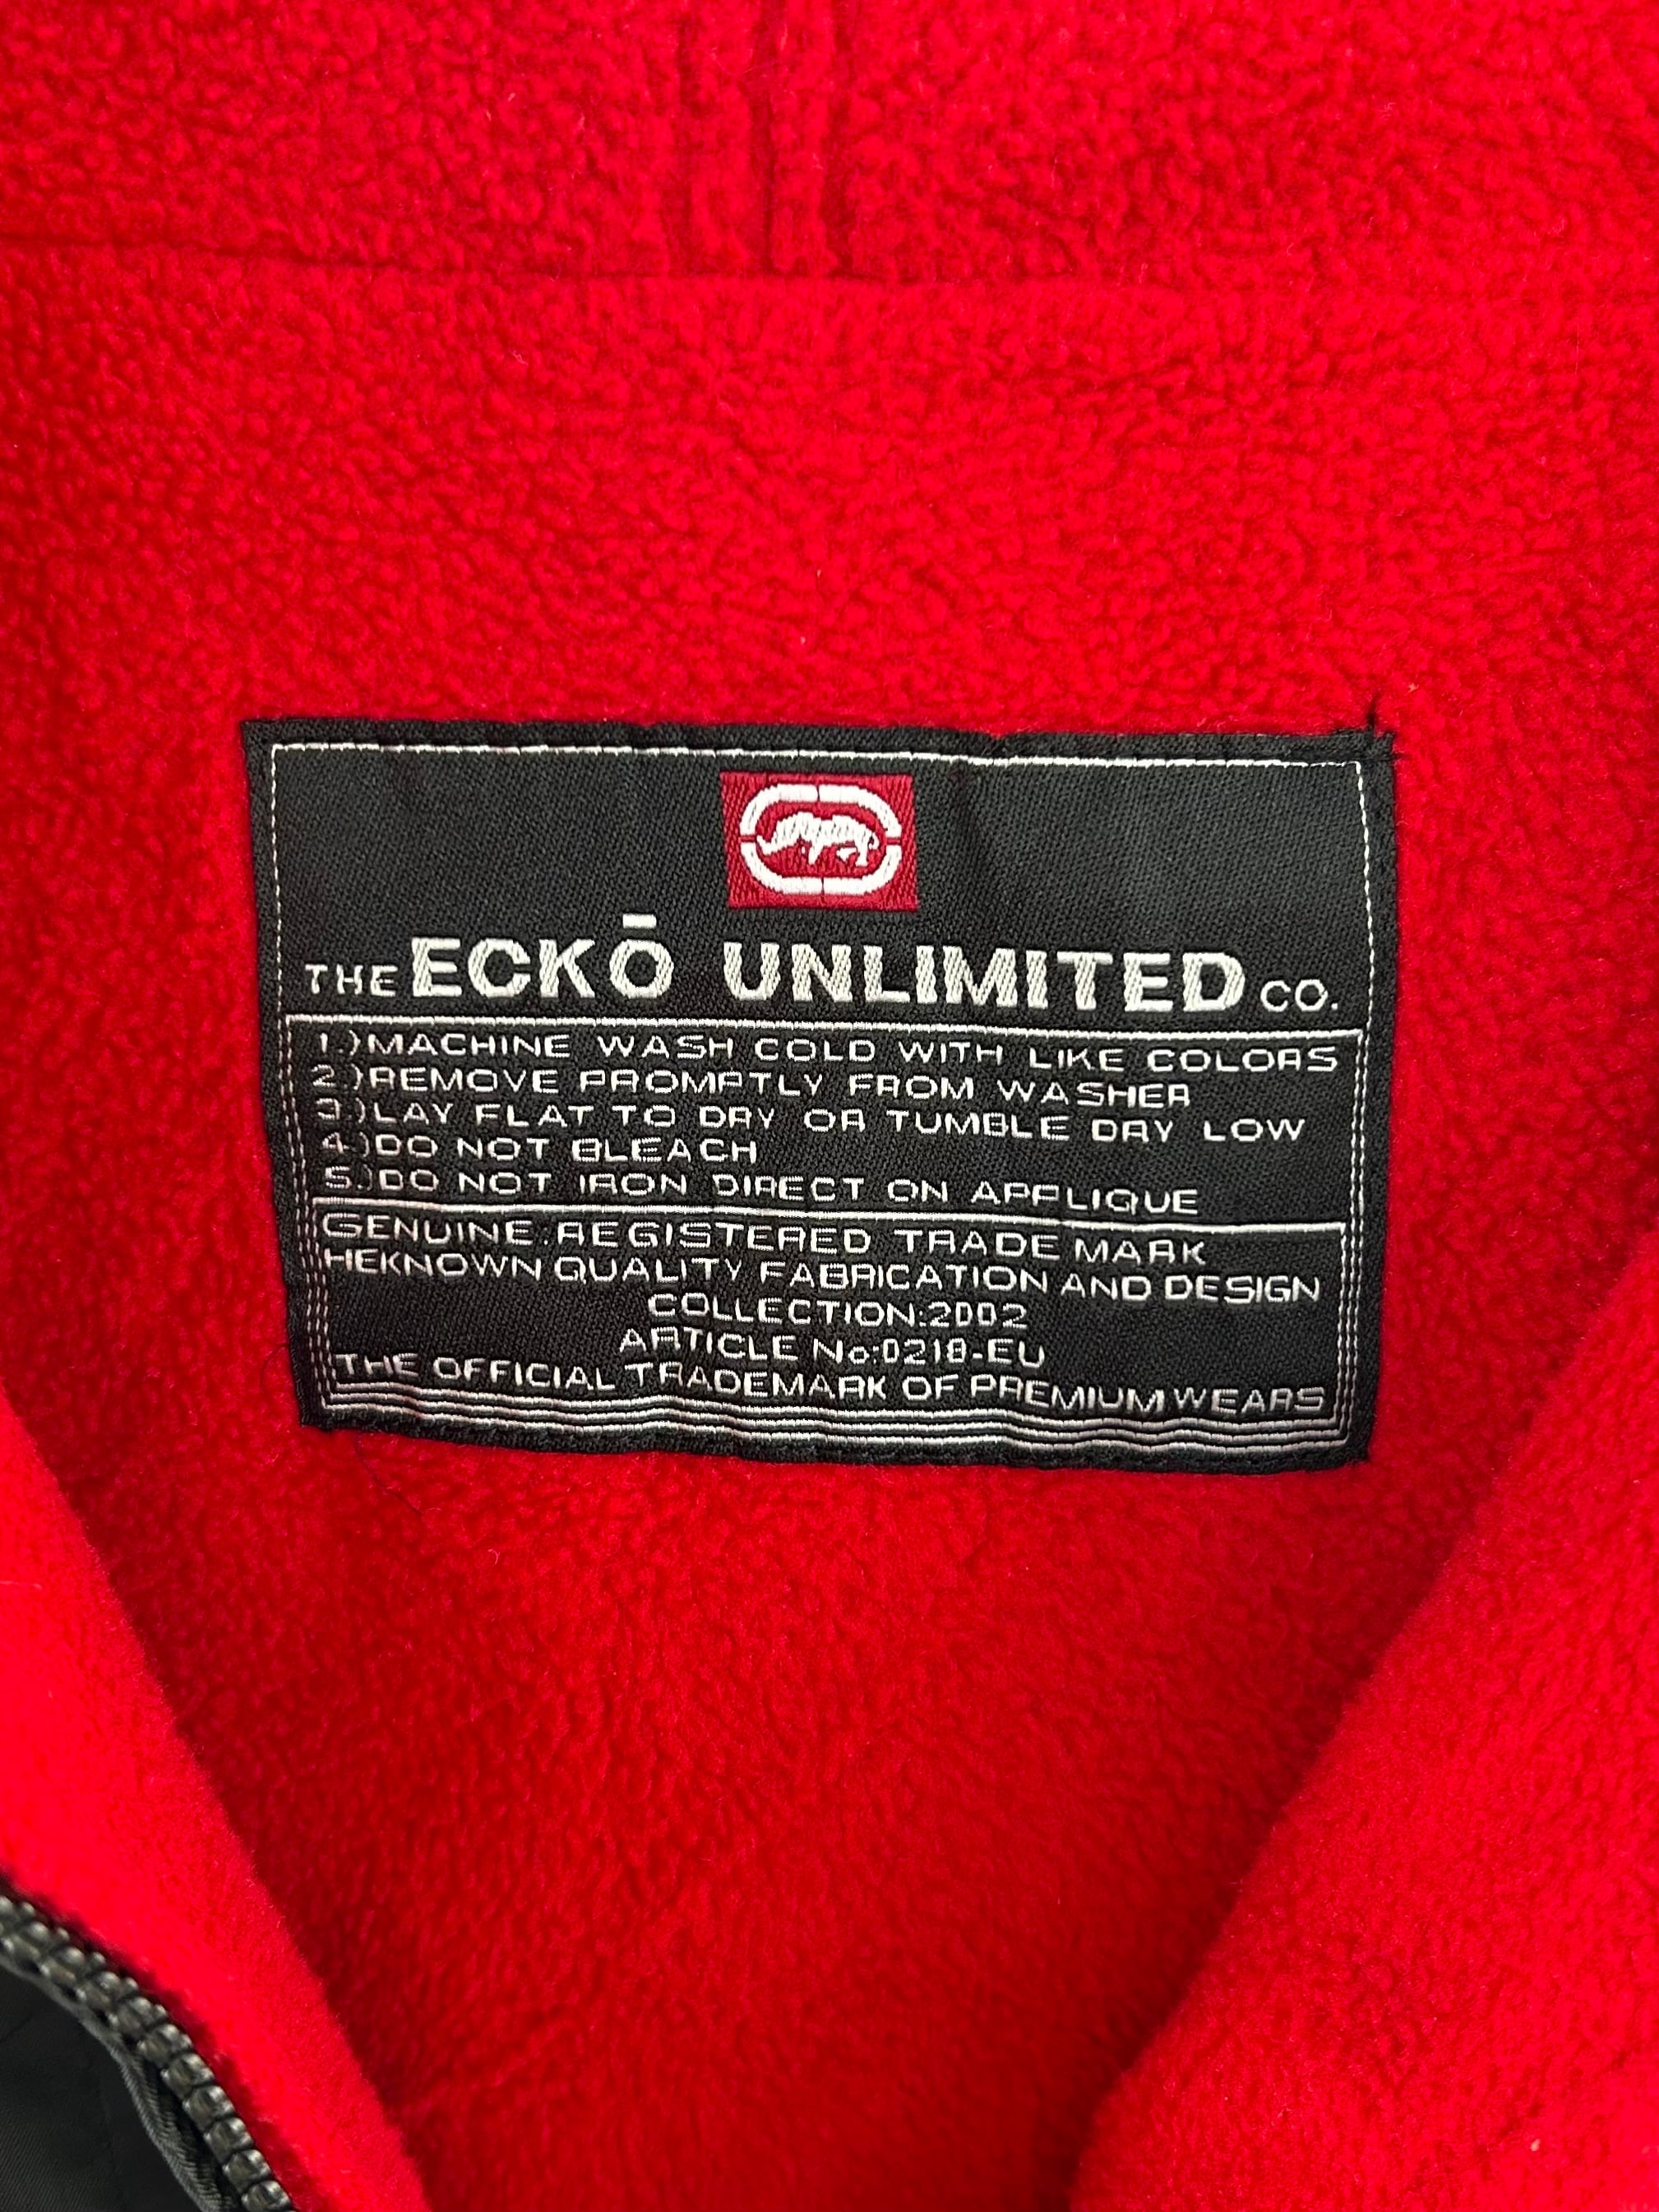 THE ECKŌ UNLIMITED CO.
1.)MACHINE WASH COLD WITH LIKE COLORS
2.)REMOVE PROMPTLY FROM WASHER
3.)LAY FLAT TO DRY OR TUMBLE DRY LOW
4.)DO NOT BLEACH
5.)DO NOT IRON DIRECT ON APPLIQUE
GENUINE:REGISTERED TRADE MARK
HEKNOWN QUALITY FABRICATION AND DESIGN
COLLECTION:2002
ARTICLE No:0218-EU
THE OFFICIAL TRADEMARK OF PREMIUM WEARS